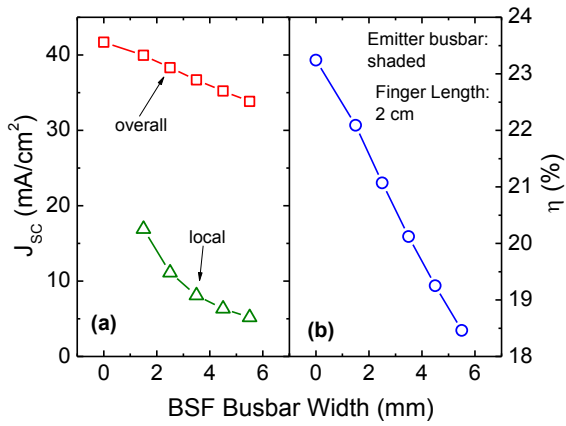 J_SC (mA/cm²)
40
30
20
10
0
overall
local
(a)
0 2 4 6
Emitter busbar:
shaded
Finger Length:
2 cm
(b)
0 2 4 6
24
23
22
21
20
19
18
η (%)
BSF Busbar Width (mm)